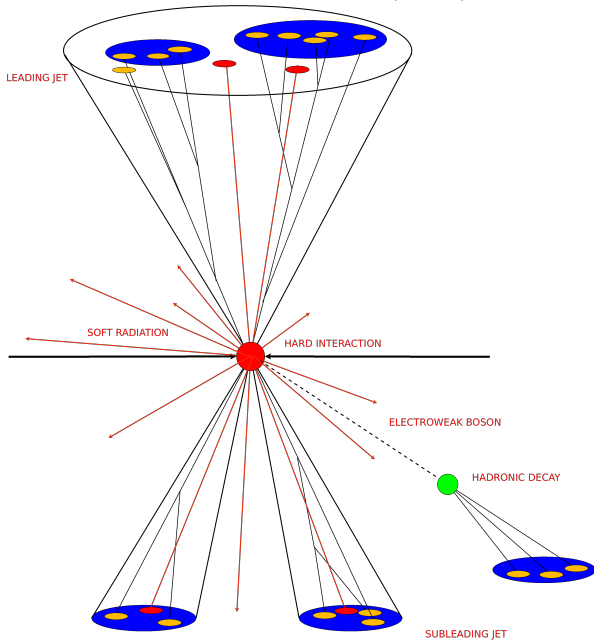 LEADING JET
SOFT RADIATION
HARD INTERACTION
ELECTROWEAK BOSON
HADRONIC DECAY
SUBLEADING JET